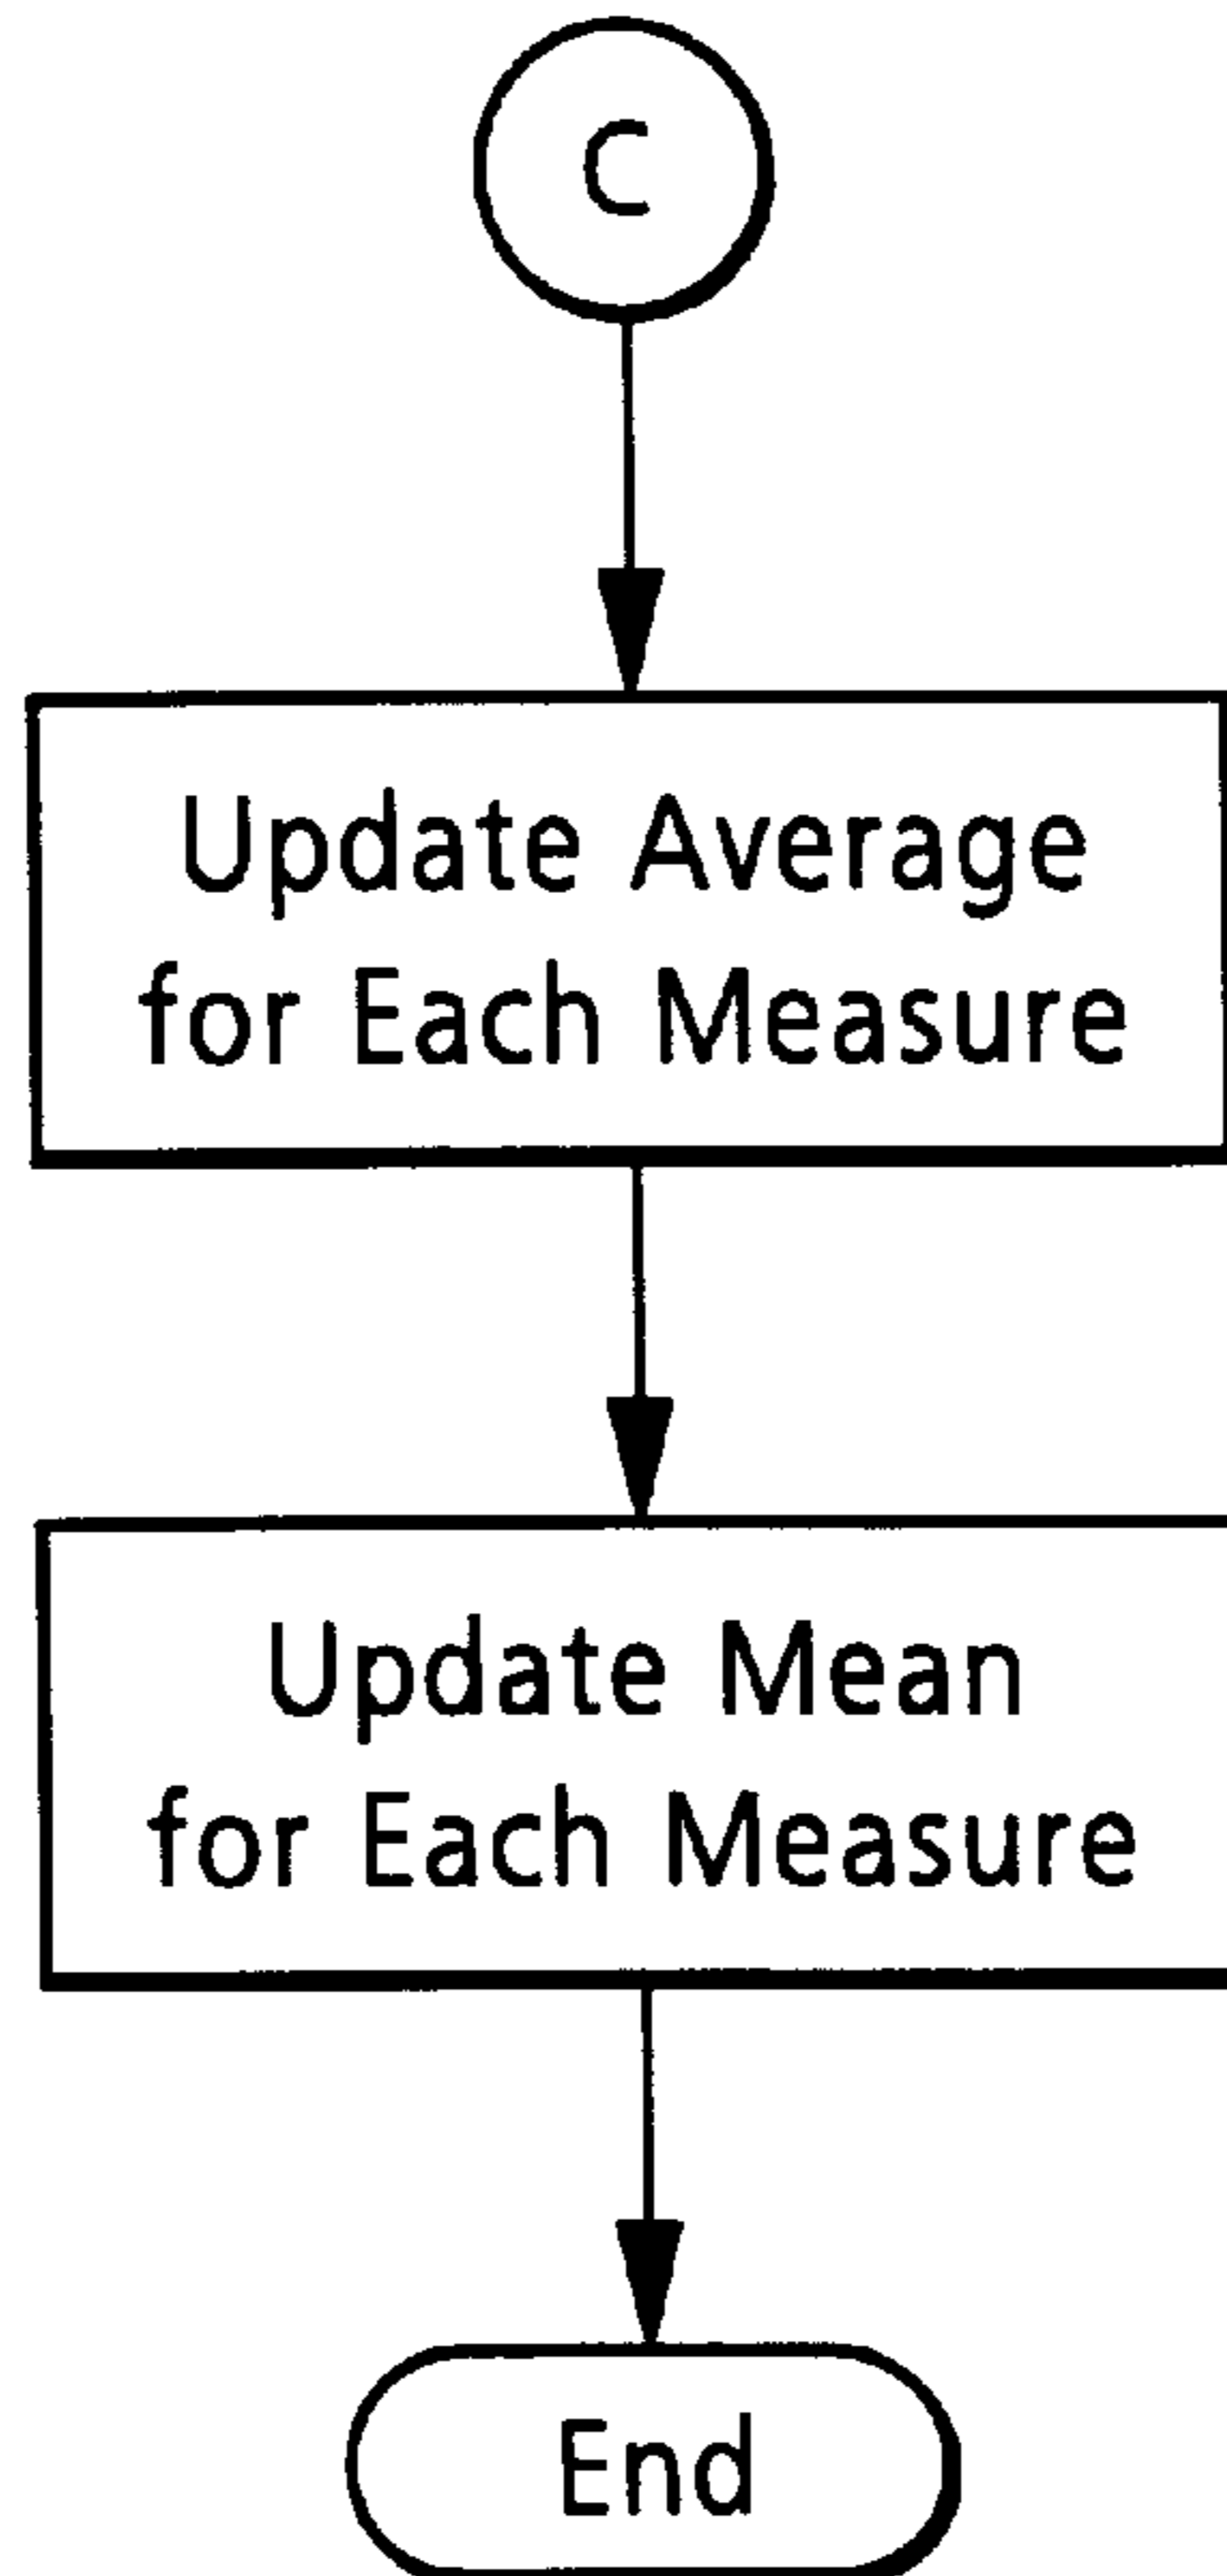 C
Update Average
for Each Measure
Update Mean
for Each Measure
End